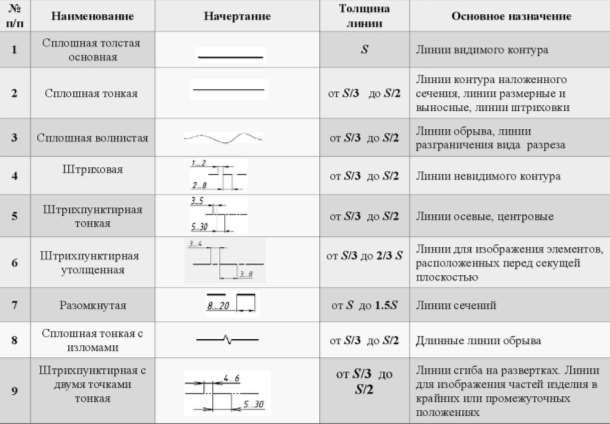 № п/п Наименование Начертание Толщина линии Основное назначение
1 Сплошная толстая основная S Линии видимого контура
2 Сплошная тонкая от S/3 до S/2 Линии контура наложенного
сечения, линии размерные и
выносные, линии штриховки
3 Сплошная волнистая от S/3 до S/2 Линии обрыва, линии
разграничения вида разреза
4 Штриховая 1...2 2...8 от S/3 до S/2 Линии невидимого контура
5 Штрихпунктирная тонкая 3..5 5...30 от S/3 до S/2 Линии осевые, центровые
6 Штрихпунктирная утолщенная 3...4 3...8 от S/3 до 2/3 S Линии для изображения элементов,
расположенных перед секущей
плоскостью
7 Разомкнутая 8...20 от S до 1.5S Линии сечений
8 Сплошная тонкая с изломами от S/3 до S/2 Длинные линии обрыва
9 Штрихпунктирная с двумя точками тонкая 4...6 5...30 от S/3 до S/2 Линии сгиба на развертках. Линии
для изображения частей изделия в
крайних или промежуточных
положениях